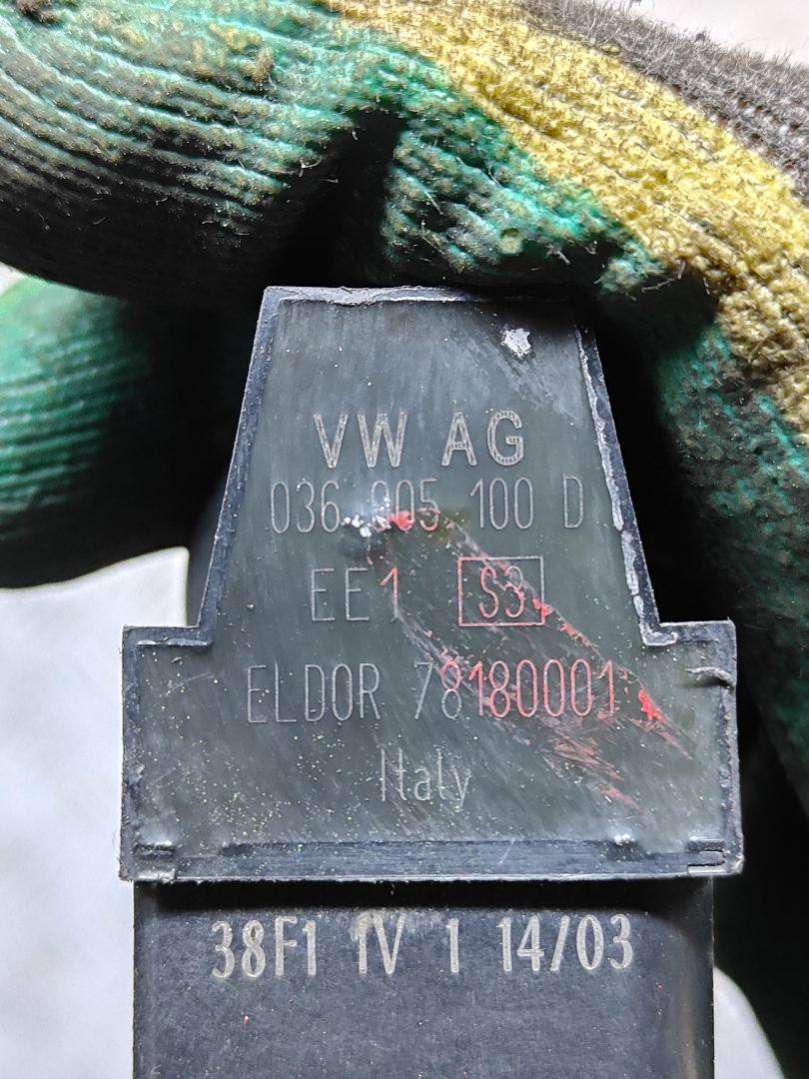 VW AG
036 905 100 D
EE1 S3
ELDOR 78180001
Italy
38F1 1V 1 14/03